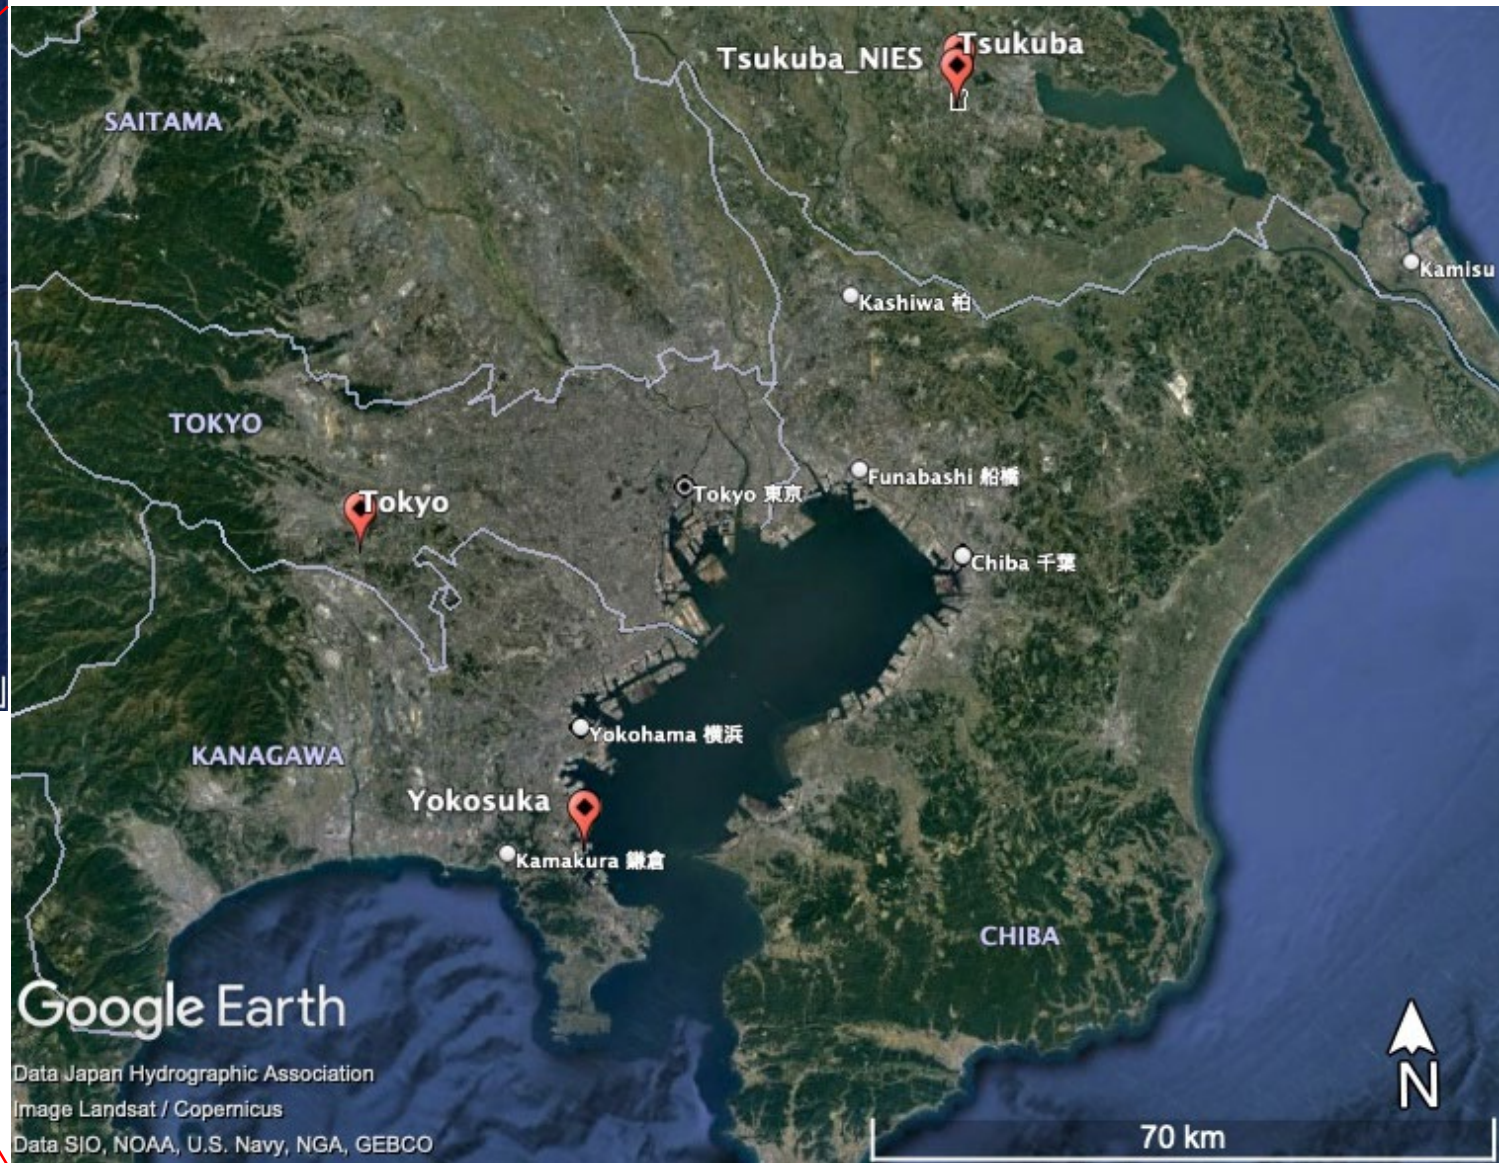 Tsukuba
Tsukuba_NIES
SAITAMA
Kamisu
Kashiwa 柏
TOKYO
Funabashi 船橋
Tokyo 東京
Tokyo
Chiba 千葉
Yokohama 横浜
KANAGAWA
Yokosuka
Kamakura 鎌倉
CHIBA
Google Earth
Data Japan Hydrographic Association
Image Landsat / Copernicus
Data SIO, NOAA, U.S. Navy, NGA, GEBCO
N
70 km